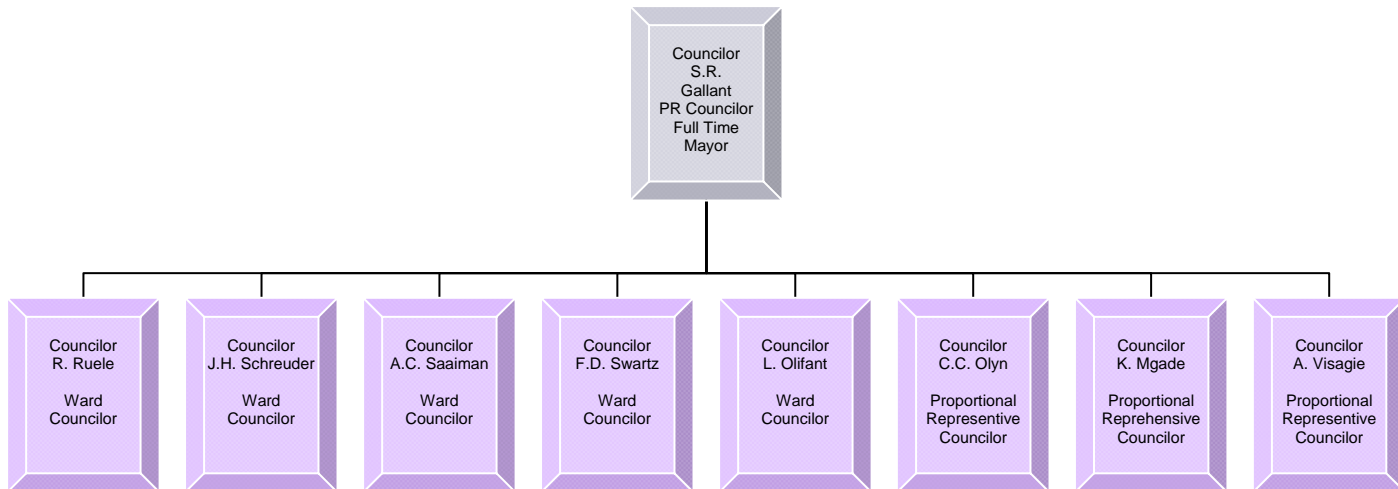 Councilor
S.R.
Gallant
PR Councilor
Full Time
Mayor
Councilor
R. Ruele
Ward
Councilor
Councilor
J.H. Schreuder
Ward
Councilor
Councilor
A.C. Saaiman
Ward
Councilor
Councilor
F.D. Swartz
Ward
Councilor
Councilor
L. Olifant
Ward
Councilor
Councilor
C.C. Olyn
Proportional
Representive
Councilor
Councilor
K. Mgade
Proportional
Reprehensive
Councilor
Councilor
A. Visagie
Proportional
Representive
Councilor